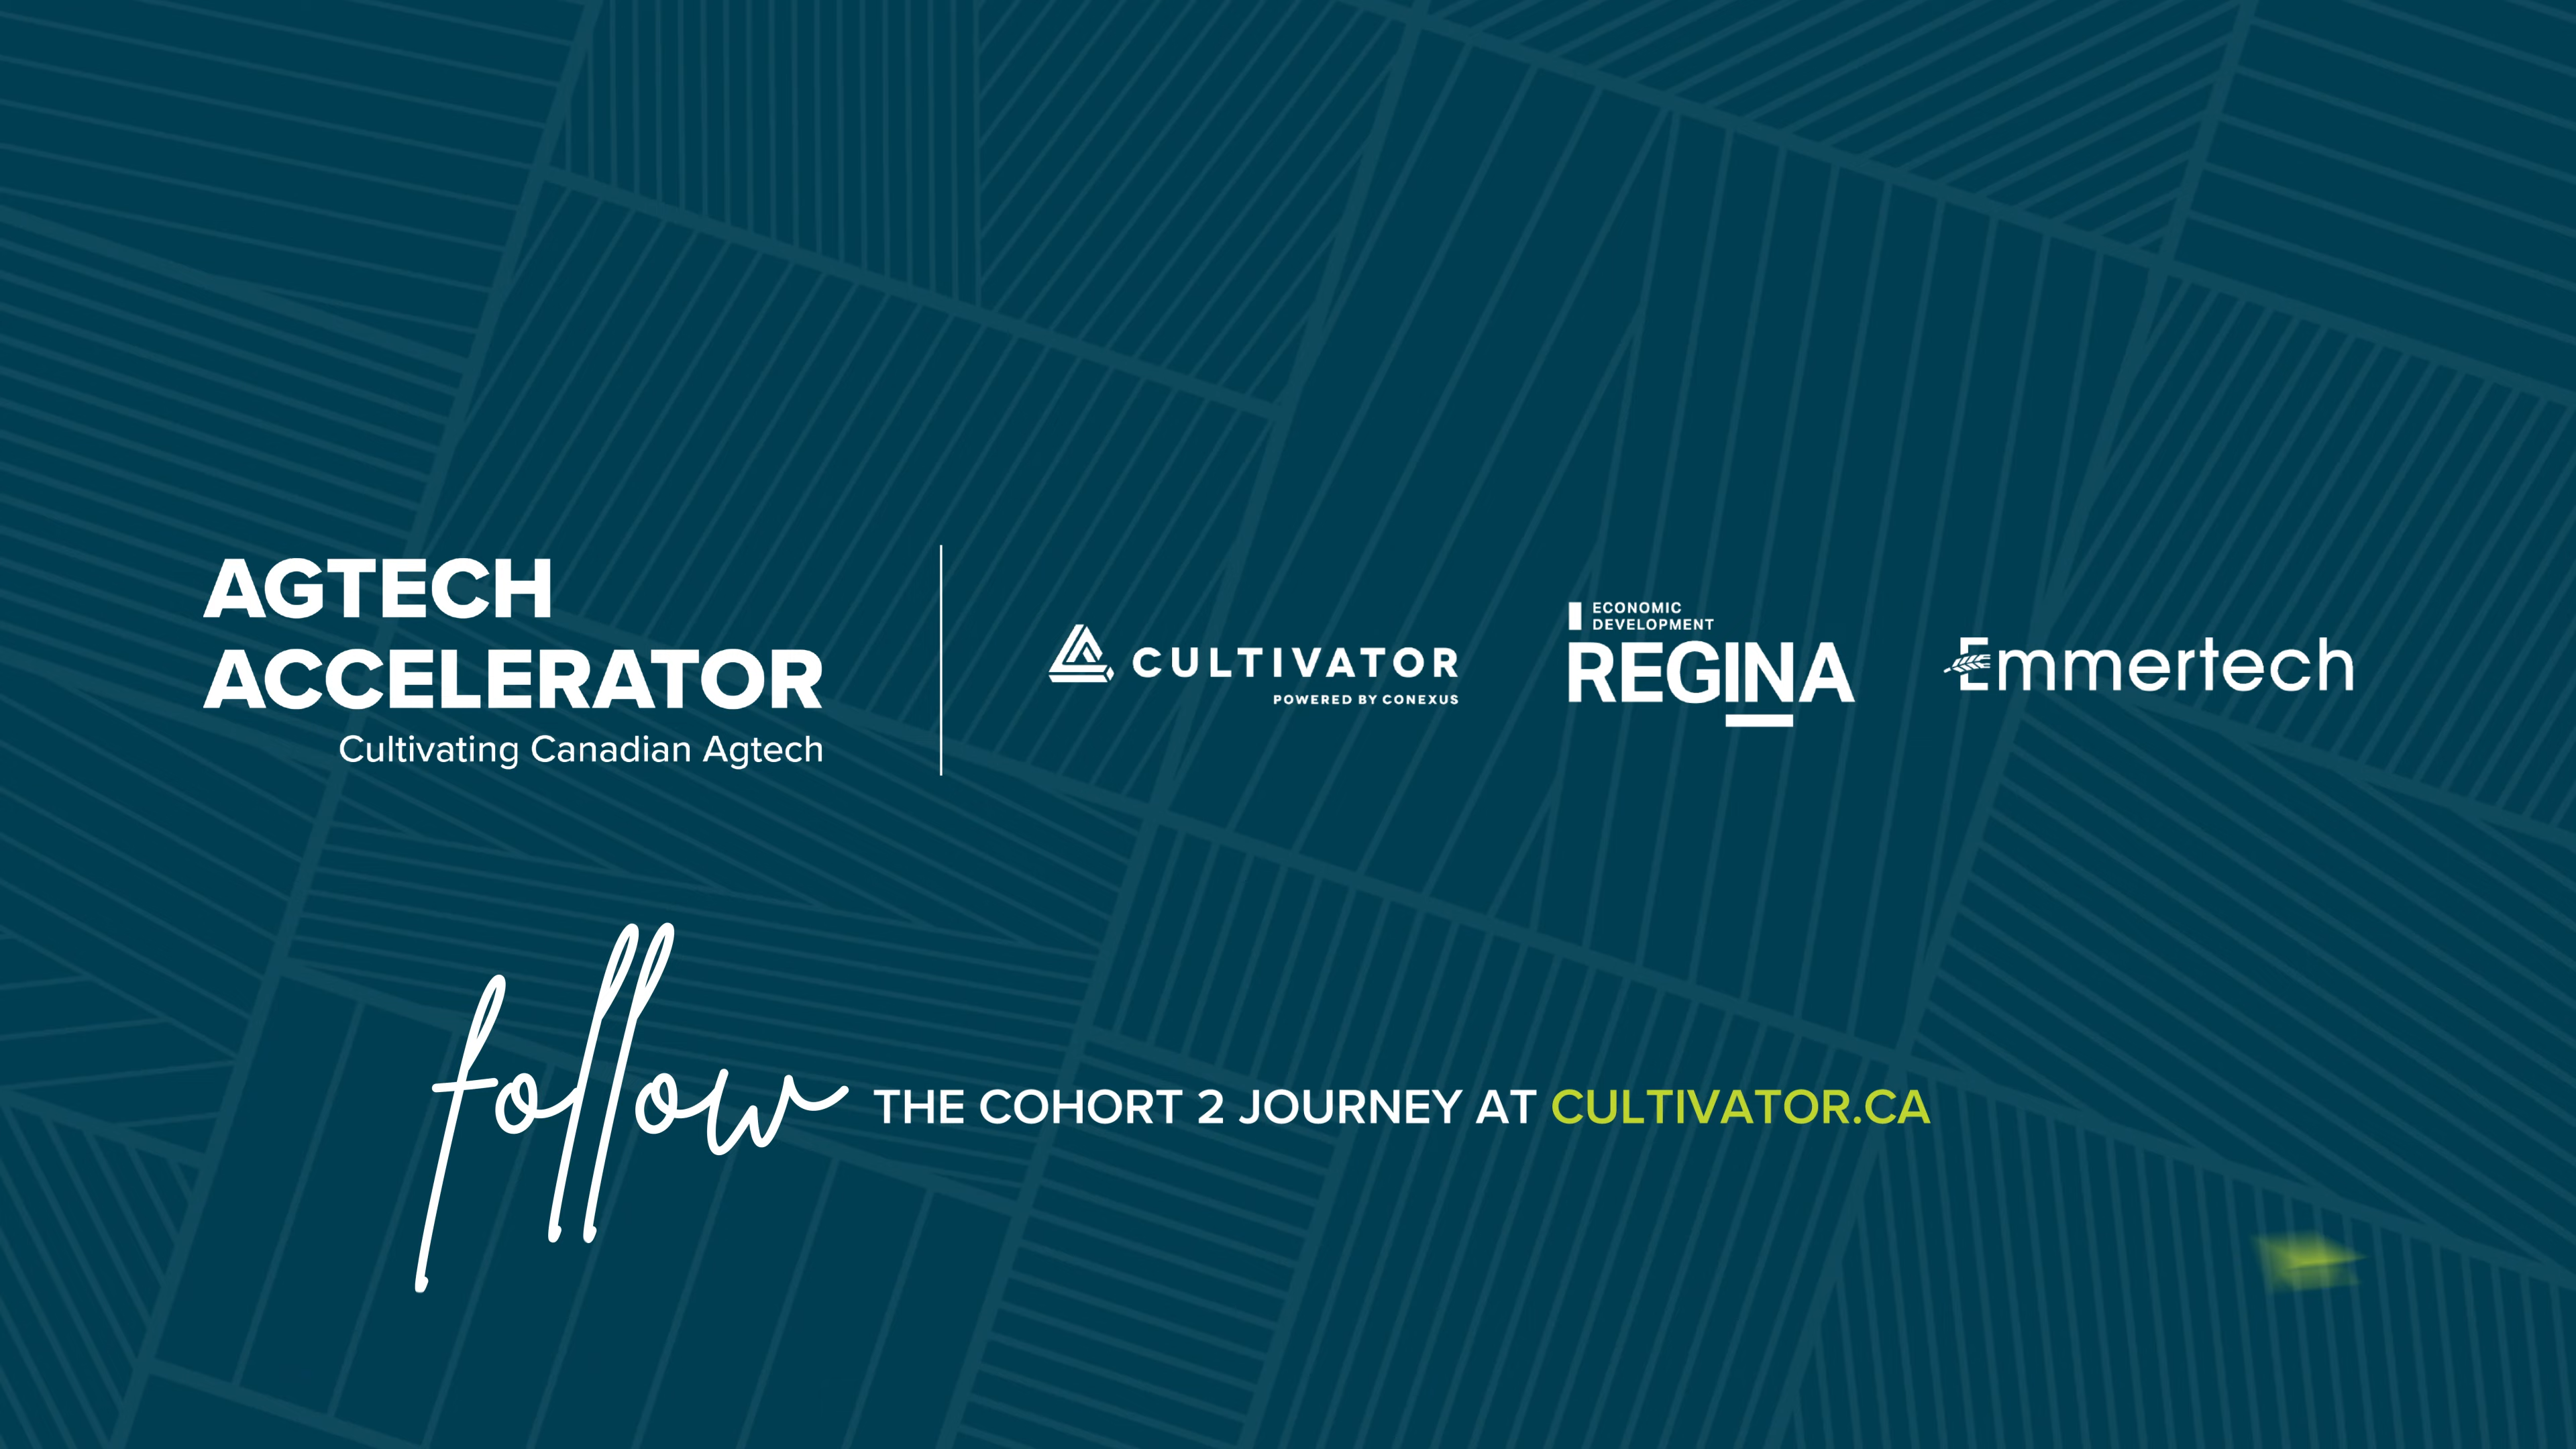 AGTECH
ACCELERATOR
Cultivating Canadian Agtech
CULTIVATOR
POWERED BY CONEXUS
ECONOMIC
DEVELOPMENT
REGINA
Emmertech
follow THE COHORT 2 JOURNEY AT CULTIVATOR.CA